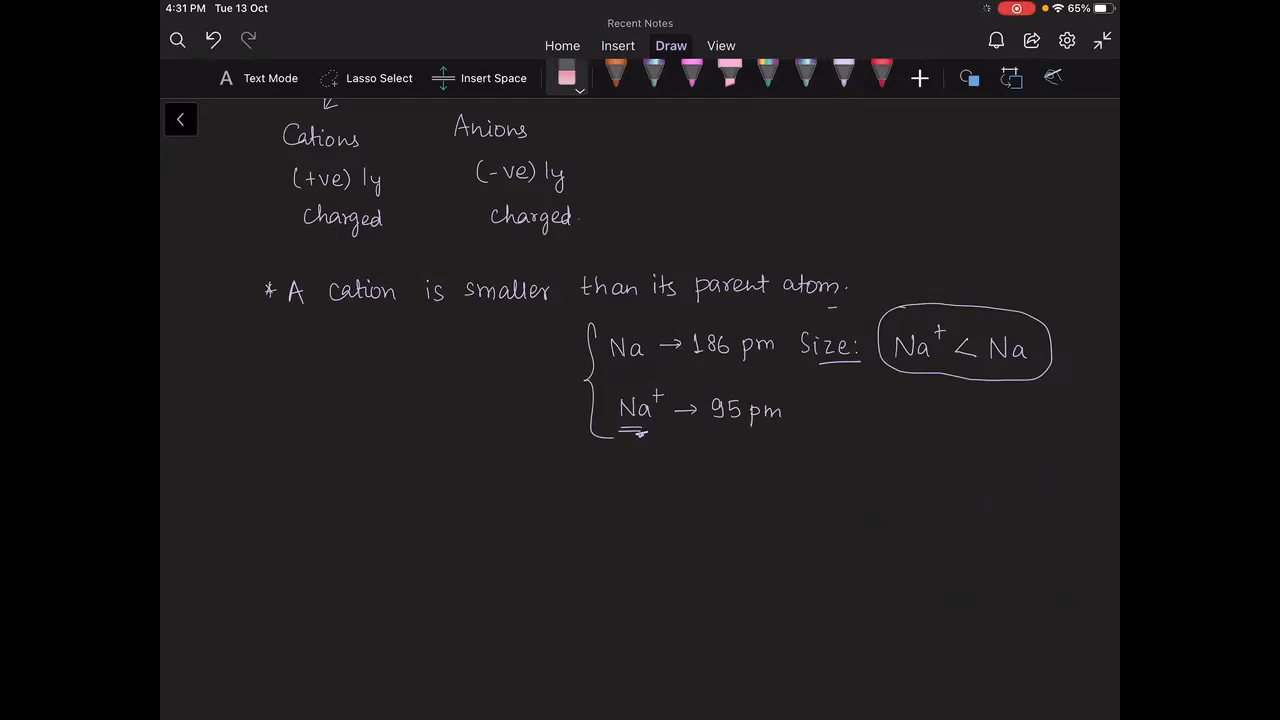 4:31 PM Tue 13 Oct
65%
Recent Notes
Home Insert Draw View
A Text Mode Lasso Select Insert Space
Cations Anions
(+ve) ly (-ve) ly
Charged Charged.
* A cation is smaller than its parent atom.
Na → 186 pm Size: Na⁺ < Na
Na⁺ → 95 pm